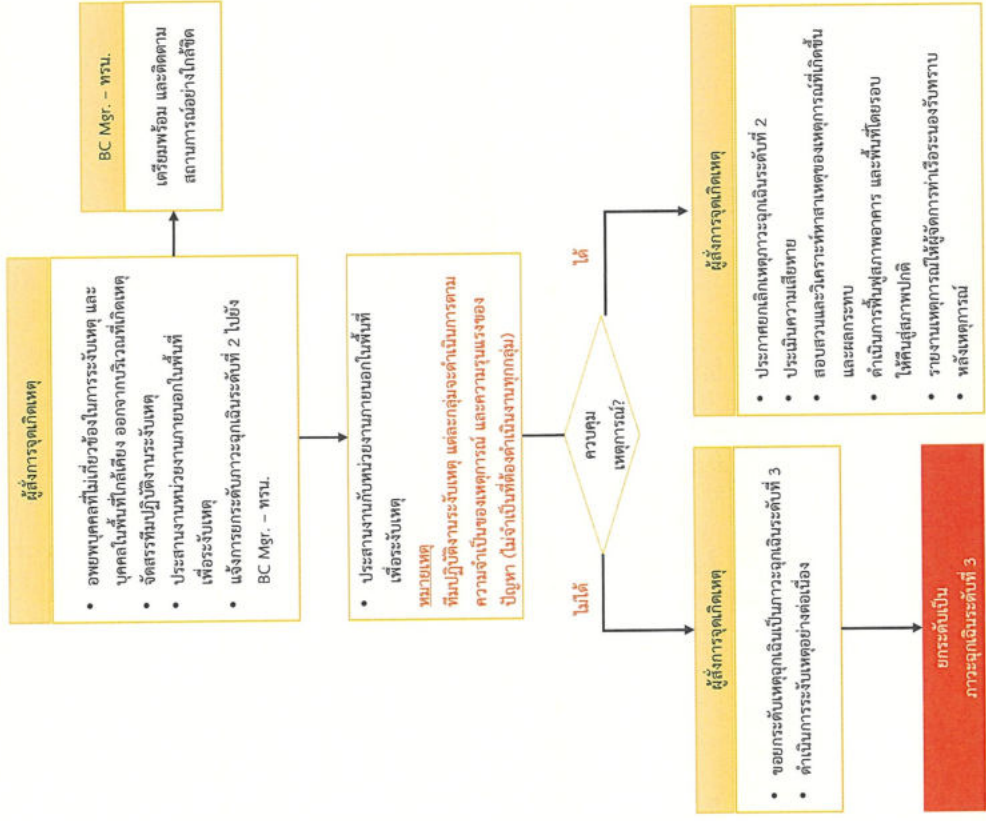 ผู้สั่งการจุดเกิดเหตุ
• อพยพบุคคลที่ไม่เกี่ยวข้องในการระงับเหตุ และ
บุคคลในพื้นที่ใกล้เคียง ออกจากบริเวณที่เกิดเหตุ
• จัดสรรทีมปฏิบัติงานระงับเหตุ
• ประสานงานหน่วยงานภายนอกในพื้นที่
เพื่อระงับเหตุ
• แจ้งการยกระดับภาวะฉุกเฉินระดับที่ 2 ไปยัง
BC Mgr. – ทรน.
BC Mgr. – ทรน.
เตรียมพร้อม และติดตาม
สถานการณ์อย่างใกล้ชิด
• ประสานงานกับหน่วยงานภายนอกในพื้นที่
เพื่อระงับเหตุ
หมายเหตุ
ทีมปฏิบัติงานระงับเหตุ แต่ละกลุ่มจะดำเนินการตาม
ความจำเป็นของเหตุการณ์ และความรุนแรงของ
ปัญหา (ไม่จำเป็นที่ต้องดำเนินงานทุกกลุ่ม)
ควบคุม
เหตุการณ์?
ไม่ได้
ได้
ผู้สั่งการจุดเกิดเหตุ
• ขอยกระดับเหตุฉุกเฉินเป็นภาวะฉุกเฉินระดับที่ 3
• ดำเนินการระงับเหตุอย่างต่อเนื่อง
ยกระดับเป็น
ภาวะฉุกเฉินระดับที่ 3
ผู้สั่งการจุดเกิดเหตุ
• ประกาศยกเลิกเหตุภาวะฉุกเฉินระดับที่ 2
• ประเมินความเสียหาย
• สอบสวนและวิเคราะห์หาสาเหตุของเหตุการณ์ที่เกิดขึ้น
และผลกระทบ
• ดำเนินการฟื้นฟูสภาพอาคาร และพื้นที่โดยรอบ
ให้คืนสู่สภาพปกติ
• รายงานเหตุการณ์ให้ผู้จัดการท่าเรือระนองรับทราบ
• หลังเหตุการณ์